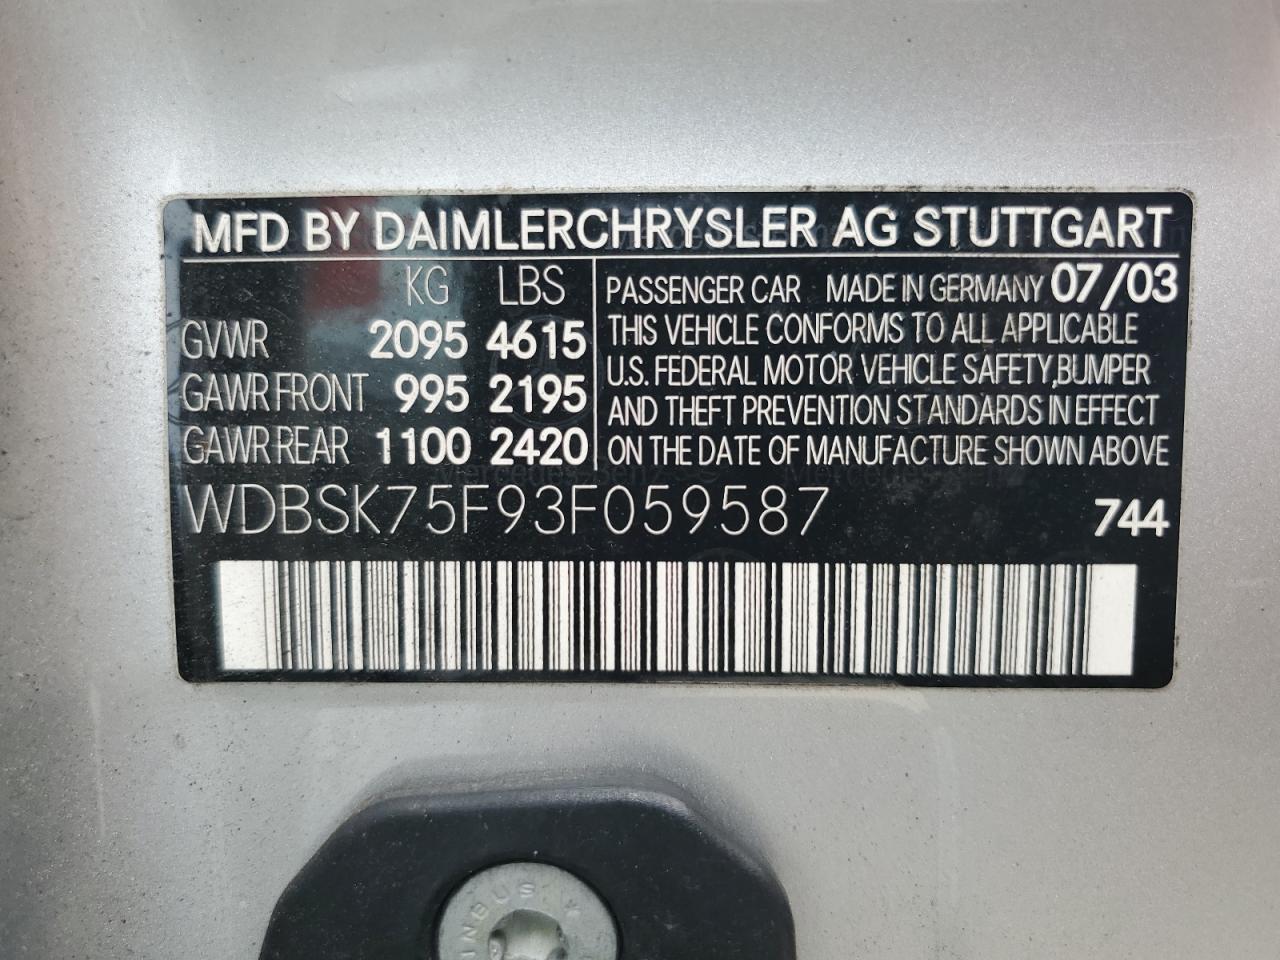 MFD BY DAIMLERCHRYSLER AG STUTTGART
KG LBS
GVWR 2095 4615
GAWR FRONT 995 2195
GAWR REAR 1100 2420
PASSENGER CAR MADE IN GERMANY 07/03
THIS VEHICLE CONFORMS TO ALL APPLICABLE
U.S. FEDERAL MOTOR VEHICLE SAFETY,BUMPER
AND THEFT PREVENTION STANDARDS IN EFFECT
ON THE DATE OF MANUFACTURE SHOWN ABOVE
WDBSK75F93F059587 744
INBUS